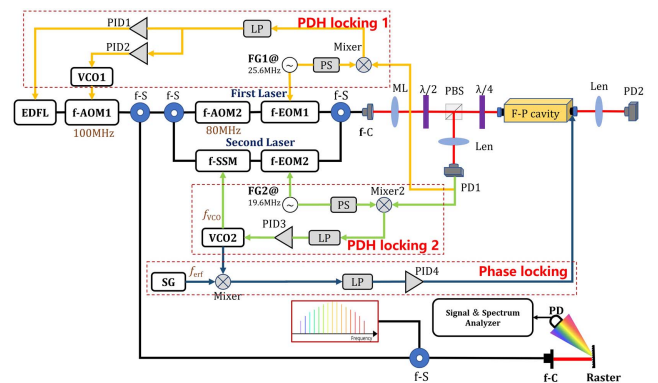 PID1
LP
PDH locking 1
PID2
FG1@
25.6MHz
PS
Mixer
VCO1
f-S
f-S
First Laser
f-S
ML
λ/2
PBS
λ/4
Len
PD2
EDFL
f-AOM1
f-AOM2
f-EOM1
F-P cavity
100MHz
80MHz
f-C
Second Laser
Len
f-SSM
f-EOM2
PD1
FG2@
19.6MHz
PS
Mixer2
fVCO
PID3
VCO2
LP
PDH locking 2
SG
ferf
Mixer
LP
PID4
Phase locking
Frequency
Signal & Spectrum
Analyzer
PD
f-S
f-C
Raster